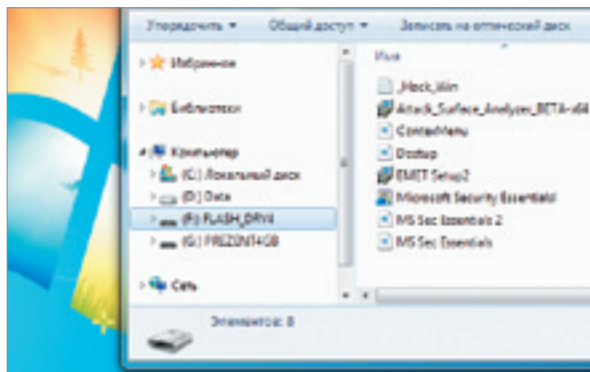 Упорядочить Общий доступ Записать на оптический диск
Избранное
Библиотеки
Компьютер
(C:) Локальный диск
(D:) Data
(F:) FLASH_DRV4
(G:) PREZENT4GB
Сеть
Имя
_Hack_Win
Attack_Surface_Analyzer_BETA-x64
ContexMenu
Dostup
EMET Setup2
Microsoft Security Essentials
MS Sec Essentials 2
MS Sec Essentials
Элементов: 8